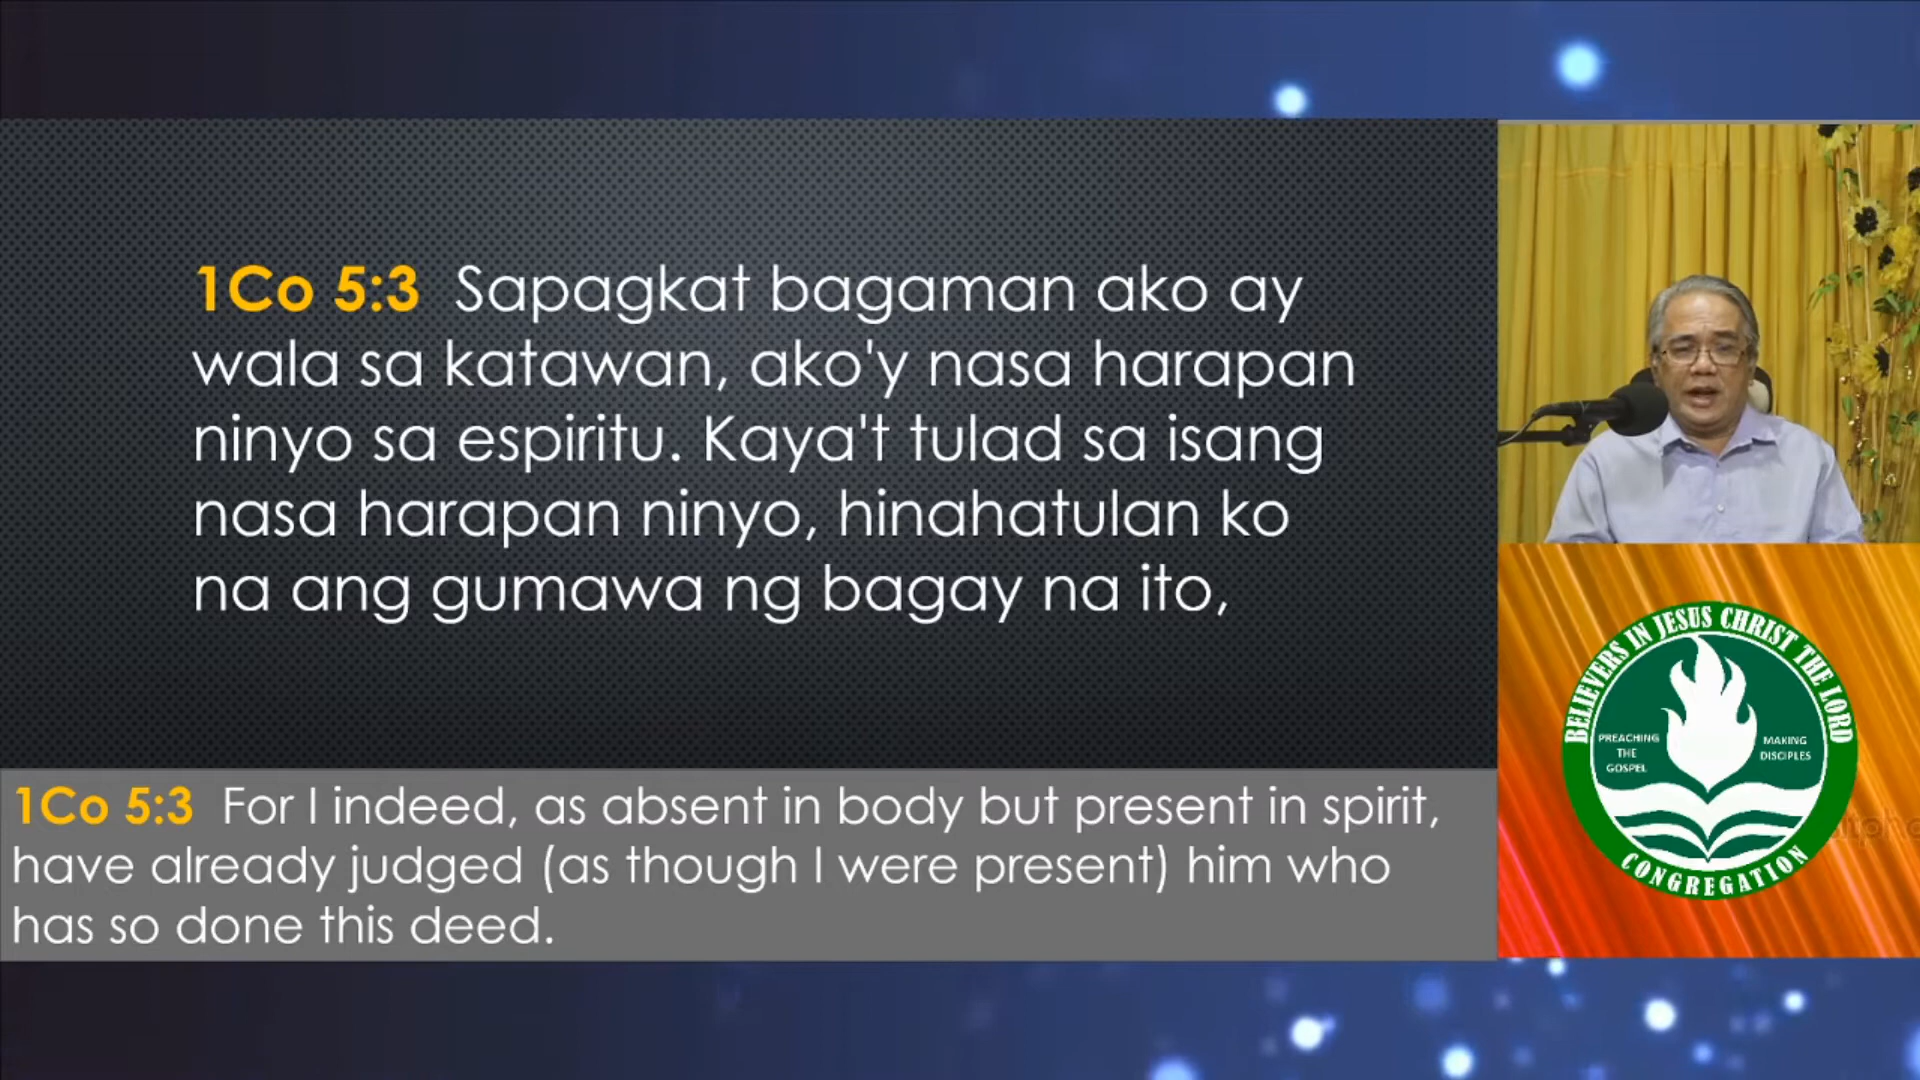 1Co 5:3 Sapagkat bagaman ako ay
wala sa katawan, ako'y nasa harapan
ninyo sa espiritu. Kaya't tulad sa isang
nasa harapan ninyo, hinahatulan ko
na ang gumawa ng bagay na ito,
1Co 5:3 For I indeed, as absent in body but present in spirit,
have already judged (as though I were present) him who
has so done this deed.
BELIEVERS IN JESUS CHRIST THE LORD
PREACHING
THE
GOSPEL
MAKING
DISCIPLES
CONGREGATION